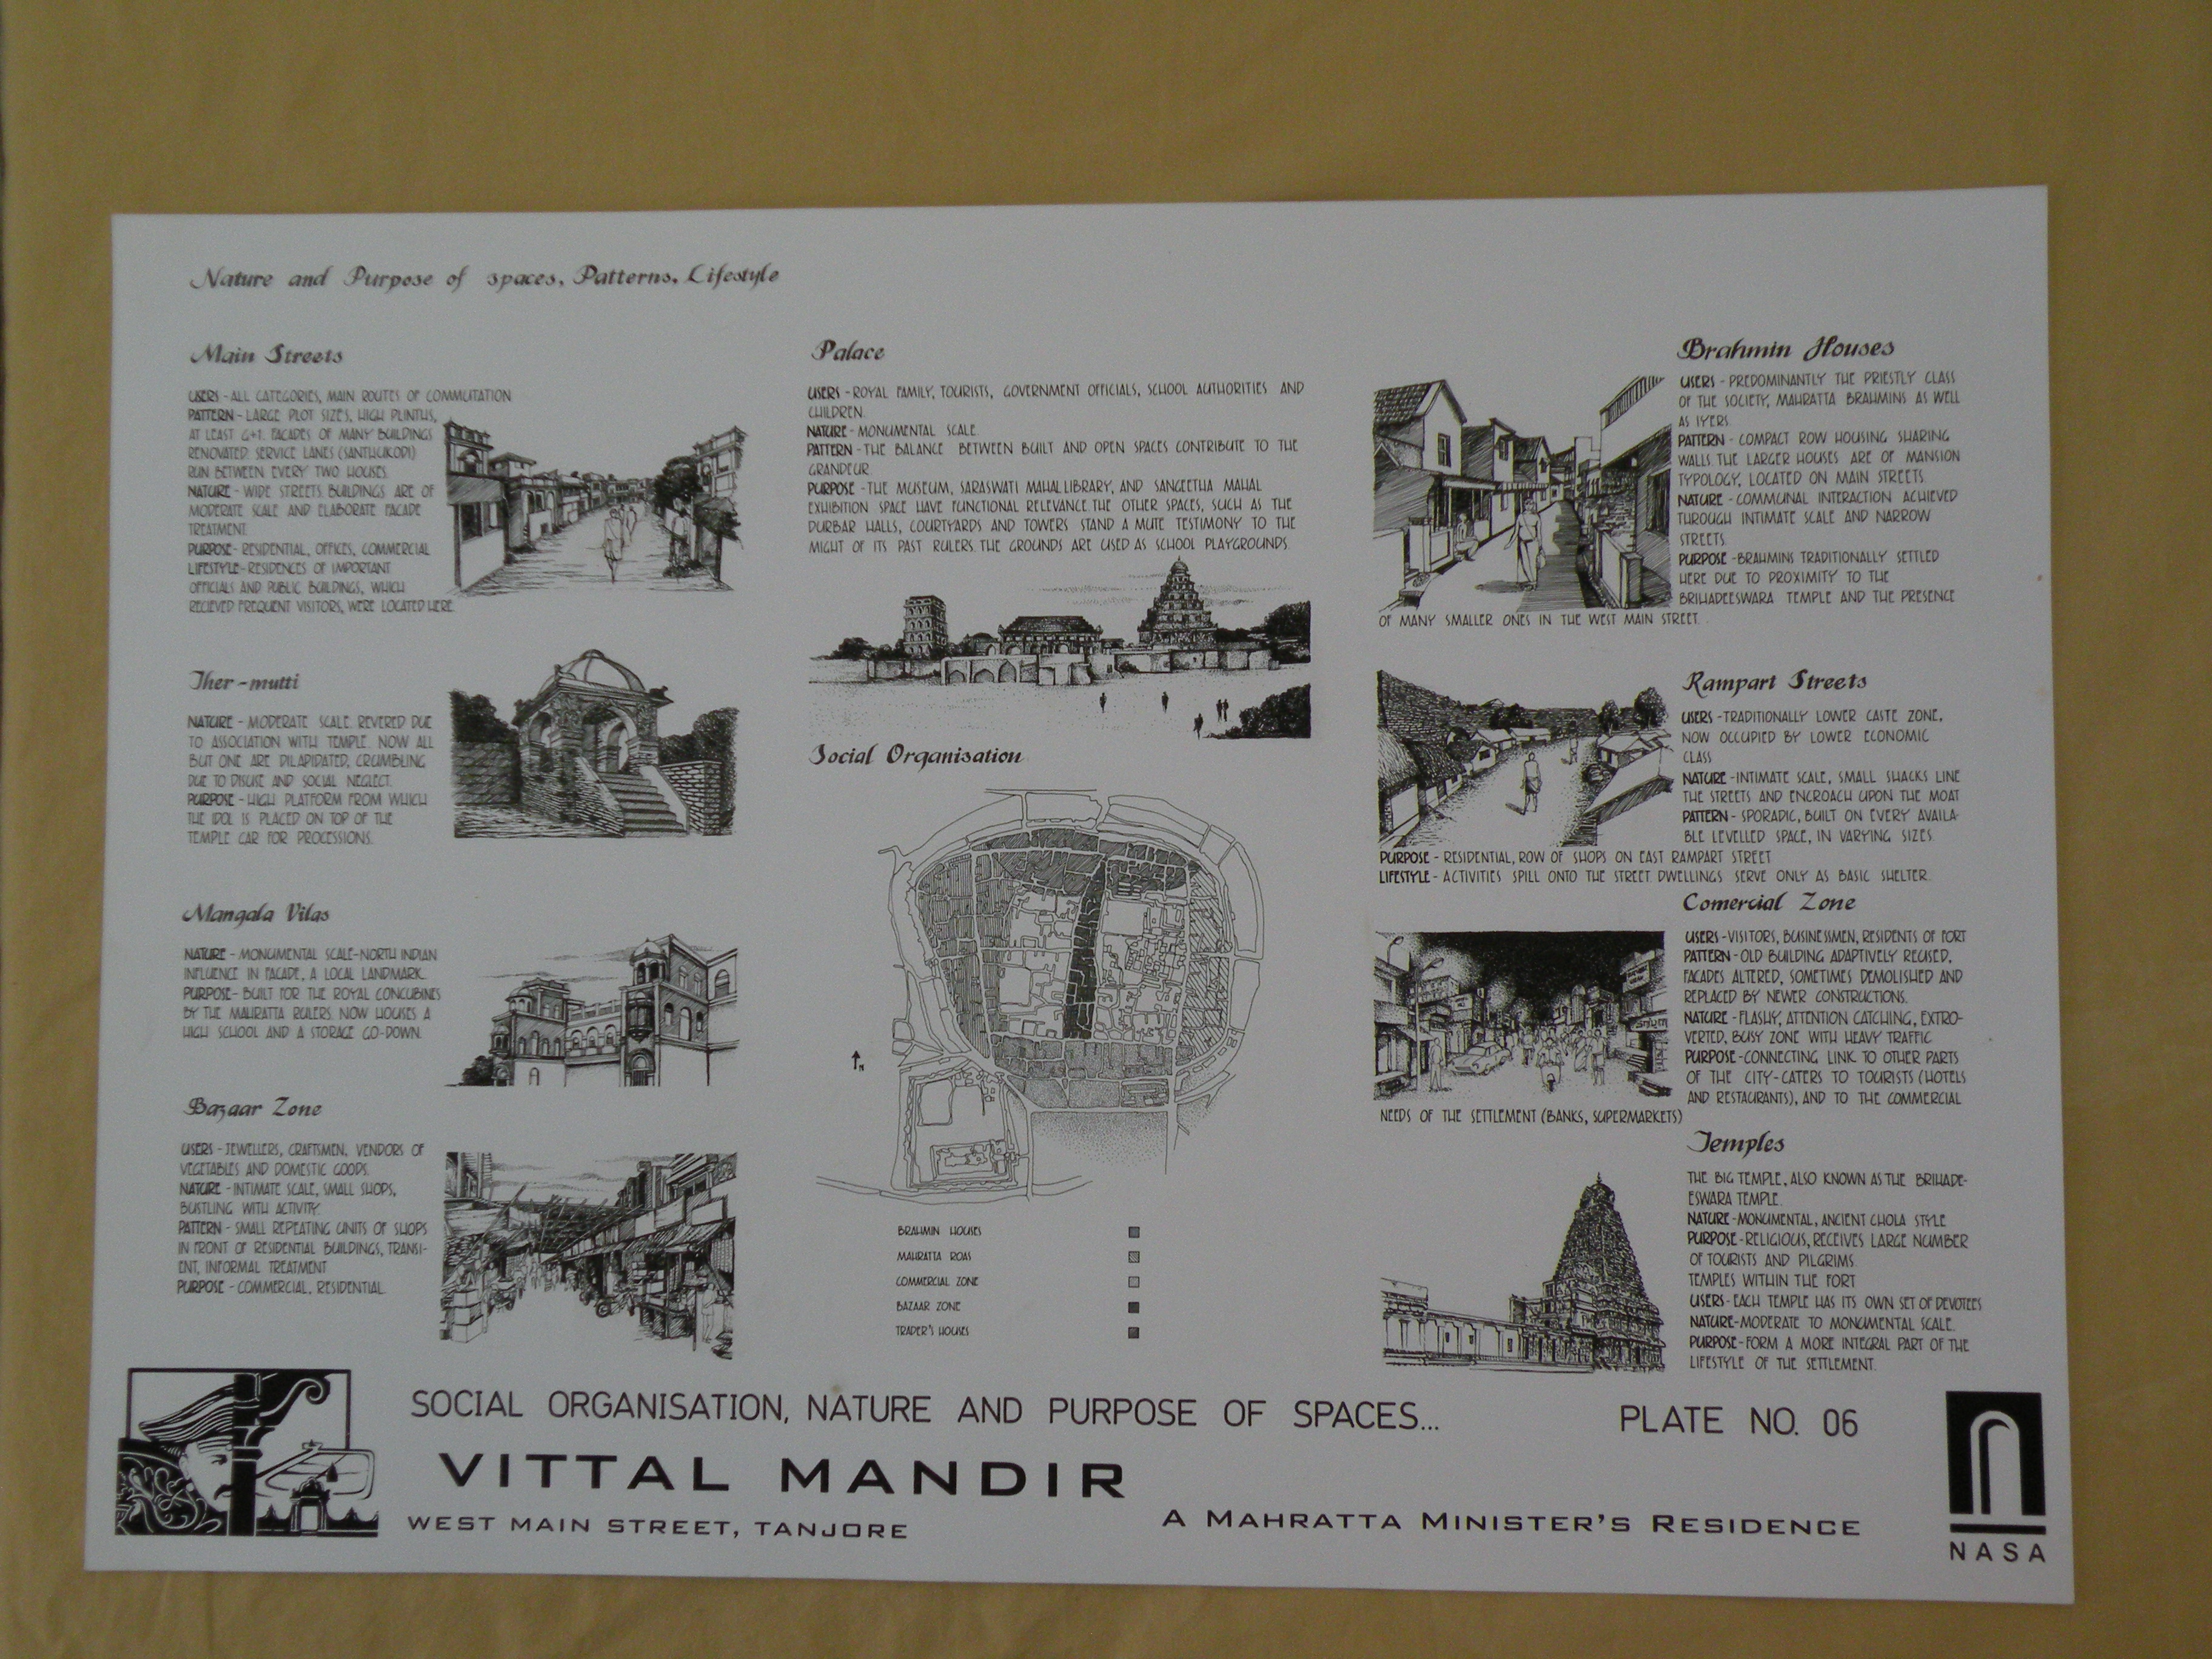 Nature and Purpose of spaces, Patterns, Lifestyle
Main Streets
USERS - ALL CATEGORIES, MAIN ROUTES OF COMMUTATION
PATTERN - LARGE PLOT SIZES, HIGH PLINTHS,
AT LEAST G+1. FACADES OF MANY BUILDINGS
RENOVATED. SERVICE LANES (SANTHUKODI)
RUN BETWEEN EVERY TWO HOUSES.
NATURE - WIDE STREETS. BUILDINGS ARE OF
MODERATE SCALE AND ELABORATE FACADE
TREATMENT.
PURPOSE - RESIDENTIAL, OFFICES, COMMERCIAL
LIFESTYLE - RESIDENCES OF IMPORTANT
OFFICIALS AND PUBLIC BUILDINGS, WHICH
RECIEVED FREQUENT VISITORS, WERE LOCATED HERE.
Ther-mutti
NATURE - MODERATE SCALE. REVERED DUE
TO ASSOCIATION WITH TEMPLE. NOW ALL
BUT ONE ARE DILAPIDATED, CRUMBLING
DUE TO DISUSE AND SOCIAL NEGLECT.
PURPOSE - HIGH PLATFORM FROM WHICH
THE IDOL IS PLACED ON TOP OF THE
TEMPLE CAR FOR PROCESSIONS.
Mangala Vilas
NATURE - MONUMENTAL SCALE-NORTH INDIAN
INFLUENCE IN FACADE, A LOCAL LANDMARK.
PURPOSE - BUILT FOR THE ROYAL CONCUBINES
BY THE MAHRATTA RULERS. NOW HOUSES A
HIGH SCHOOL AND A STORAGE GO-DOWN.
Bazaar Zone
USERS - JEWELLERS, CRAFTSMEN, VENDORS OF
VEGETABLES AND DOMESTIC GOODS.
NATURE - INTIMATE SCALE, SMALL SHOPS,
BUSTLING WITH ACTIVITY
PATTERN - SMALL REPEATING UNITS OF SHOPS
IN FRONT OF RESIDENTIAL BUILDINGS, TRANSI-
ENT, INFORMAL TREATMENT
PURPOSE - COMMERCIAL, RESIDENTIAL.
Palace
USERS - ROYAL FAMILY, TOURISTS, GOVERNMENT OFFICIALS, SCHOOL AUTHORITIES AND
CHILDREN.
NATURE - MONUMENTAL SCALE.
PATTERN - THE BALANCE BETWEEN BUILT AND OPEN SPACES CONTRIBUTE TO THE
GRANDEUR.
PURPOSE - THE MUSEUM, SARASWATI MAHAL LIBRARY, AND SANGEETHA MAHAL
EXHIBITION SPACE HAVE FUNCTIONAL RELEVANCE. THE OTHER SPACES, SUCH AS THE
DURBAR HALLS, COURTYARDS AND TOWERS STAND A MUTE TESTIMONY TO THE
MIGHT OF ITS PAST RULERS. THE GROUNDS ARE USED AS SCHOOL PLAYGROUNDS.
Social Organisation
N
BRAHMIN HOUSES
MAHRATTA ROAS
COMMERCIAL ZONE
BAZAAR ZONE
TRADER'S HOUSES
Brahmin Houses
USERS - PREDOMINANTLY THE PRIESTLY CLASS
OF THE SOCIETY, MAHRATTA BRAHMINS AS WELL
AS IYERS.
PATTERN - COMPACT ROW HOUSING SHARING
WALLS. THE LARGER HOUSES ARE OF MANSION
TYPOLOGY, LOCATED ON MAIN STREETS.
NATURE - COMMUNAL INTERACTION ACHIEVED
THROUGH INTIMATE SCALE AND NARROW
STREETS.
PURPOSE - BRAHMINS TRADITIONALLY SETTLED
HERE DUE TO PROXIMITY TO THE
BRIHADEESWARA TEMPLE AND THE PRESENCE
OF MANY SMALLER ONES IN THE WEST MAIN STREET.
Rampart Streets
USERS - TRADITIONALLY LOWER CASTE ZONE,
NOW OCCUPIED BY LOWER ECONOMIC
CLASS
NATURE - INTIMATE SCALE, SMALL SHACKS LINE
THE STREETS AND ENCROACH UPON THE MOAT
PATTERN - SPORADIC, BUILT ON EVERY AVAILA-
BLE LEVELLED SPACE, IN VARYING SIZES.
PURPOSE - RESIDENTIAL, ROW OF SHOPS ON EAST RAMPART STREET
LIFESTYLE - ACTIVITIES SPILL ONTO THE STREET. DWELLINGS SERVE ONLY AS BASIC SHELTER.
Comercial Zone
USERS - VISITORS, BUSINESSMEN, RESIDENTS OF FORT
PATTERN - OLD BUILDING ADAPTIVELY REUSED,
FACADES ALTERED, SOMETIMES DEMOLISHED AND
REPLACED BY NEWER CONSTRUCTIONS.
NATURE - FLASHY, ATTENTION CATCHING, EXTRO-
VERTED, BUSY ZONE WITH HEAVY TRAFFIC
PURPOSE - CONNECTING LINK TO OTHER PARTS
OF THE CITY - CATERS TO TOURISTS (HOTELS
AND RESTAURANTS), AND TO THE COMMERCIAL
NEEDS OF THE SETTLEMENT (BANKS, SUPERMARKETS)
Temples
THE BIG TEMPLE, ALSO KNOWN AS THE BRIHADE-
ESWARA TEMPLE.
NATURE - MONUMENTAL, ANCIENT CHOLA STYLE
PURPOSE - RELIGIOUS, RECEIVES LARGE NUMBER
OF TOURISTS AND PILGRIMS.
TEMPLES WITHIN THE FORT
USERS - EACH TEMPLE HAS ITS OWN SET OF DEVOTEES
NATURE - MODERATE TO MONUMENTAL SCALE.
PURPOSE - FORM A MORE INTEGRAL PART OF THE
LIFESTYLE OF THE SETTLEMENT.
SOCIAL ORGANISATION, NATURE AND PURPOSE OF SPACES... PLATE NO. 06
VITTAL MANDIR
WEST MAIN STREET, TANJORE A MAHRATTA MINISTER'S RESIDENCE
NASA